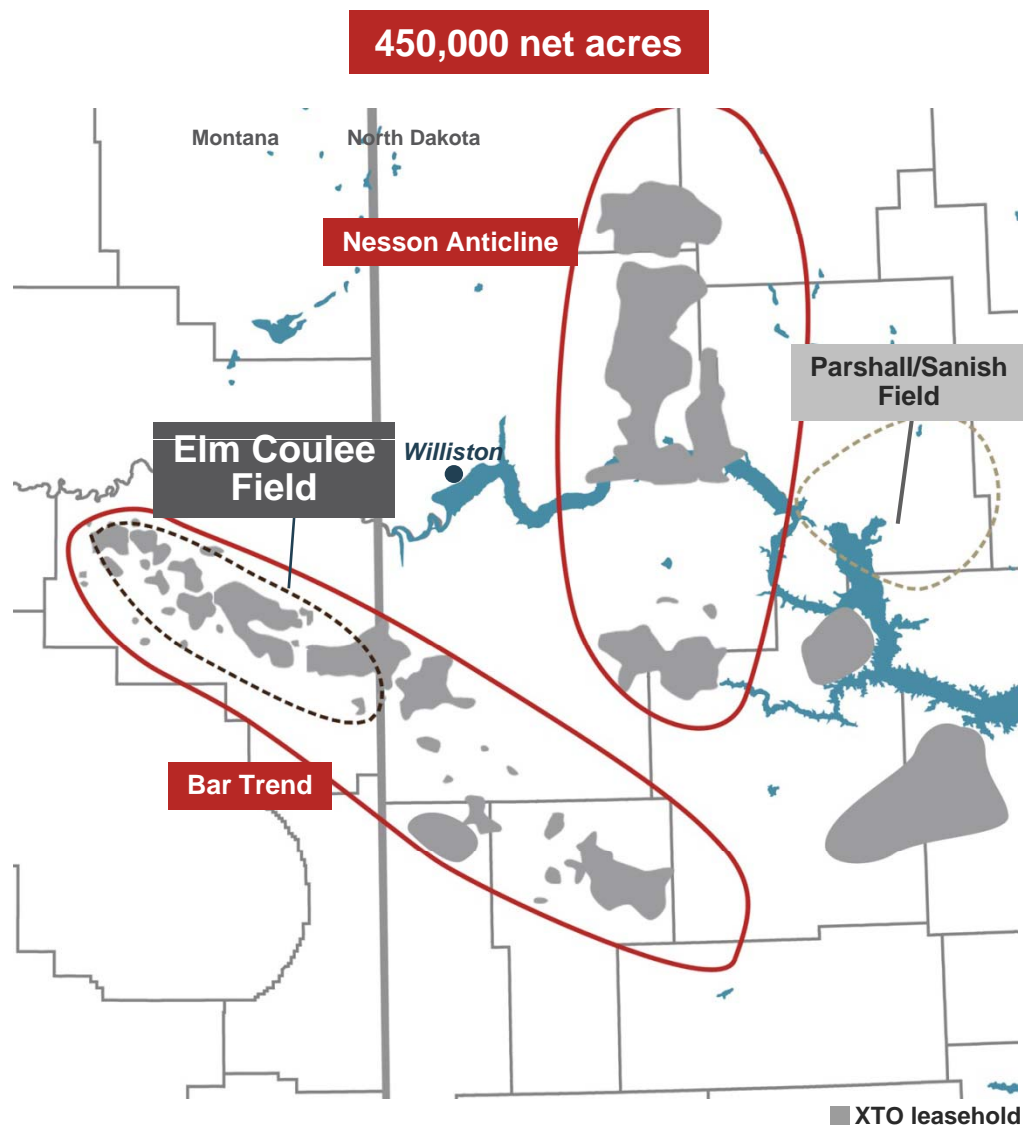 450,000 net acres
Montana
North Dakota
Nesson Anticline
Parshall/Sanish
Field
Elm Coulee
Field
Williston
Bar Trend
XTO leasehold